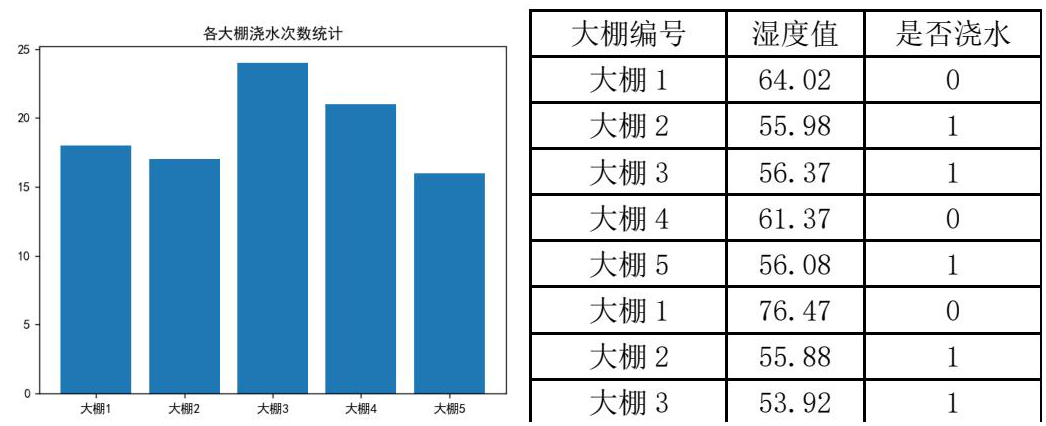 各大棚浇水次数统计
25
20
15
10
5
0
大棚1 大棚2 大棚3 大棚4 大棚5
大棚编号 湿度值 是否浇水
大棚1 64.02 0
大棚2 55.98 1
大棚3 56.37 1
大棚4 61.37 0
大棚5 56.08 1
大棚1 76.47 0
大棚2 55.88 1
大棚3 53.92 1